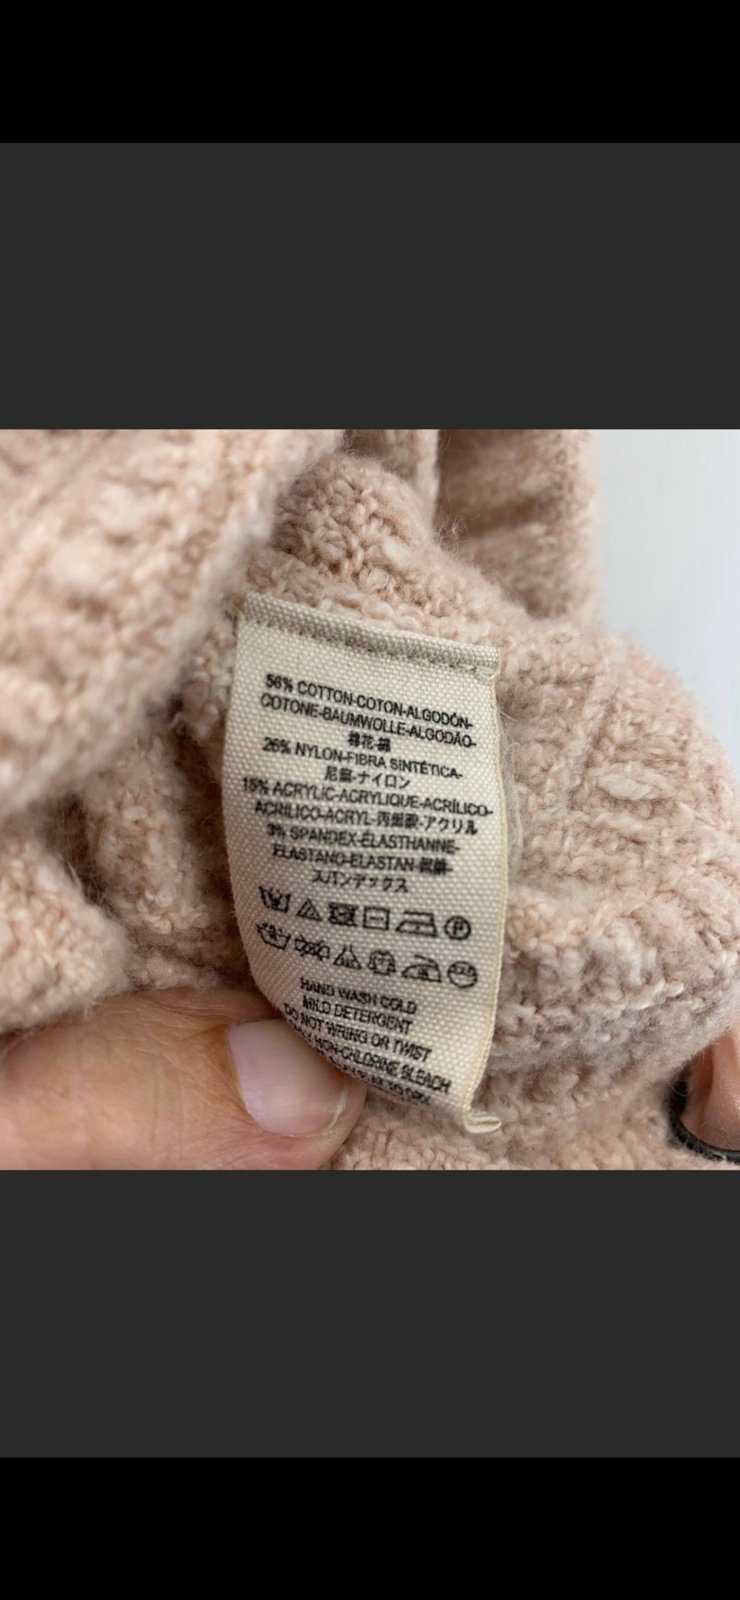 56% COTTON-COTON-ALGODÓN-
COTONE-BAUMWOLLE-ALGODÃO-
棉花-綿
26% NYLON-FIBRA SINTÉTICA-
尼龍-ナイロン
15% ACRYLIC-ACRYLIQUE-ACRÍLICO-
ACRILICO-ACRYL-丙烯酸-アクリル
3% SPANDEX-ÉLASTHANNE-
ELASTANO-ELASTAN-
スパンデックス
P
HAND WASH COLD
MILD DETERGENT
DO NOT WRING OR TWIST
ONLY NON-CHLORINE BLEACH
TO DRY